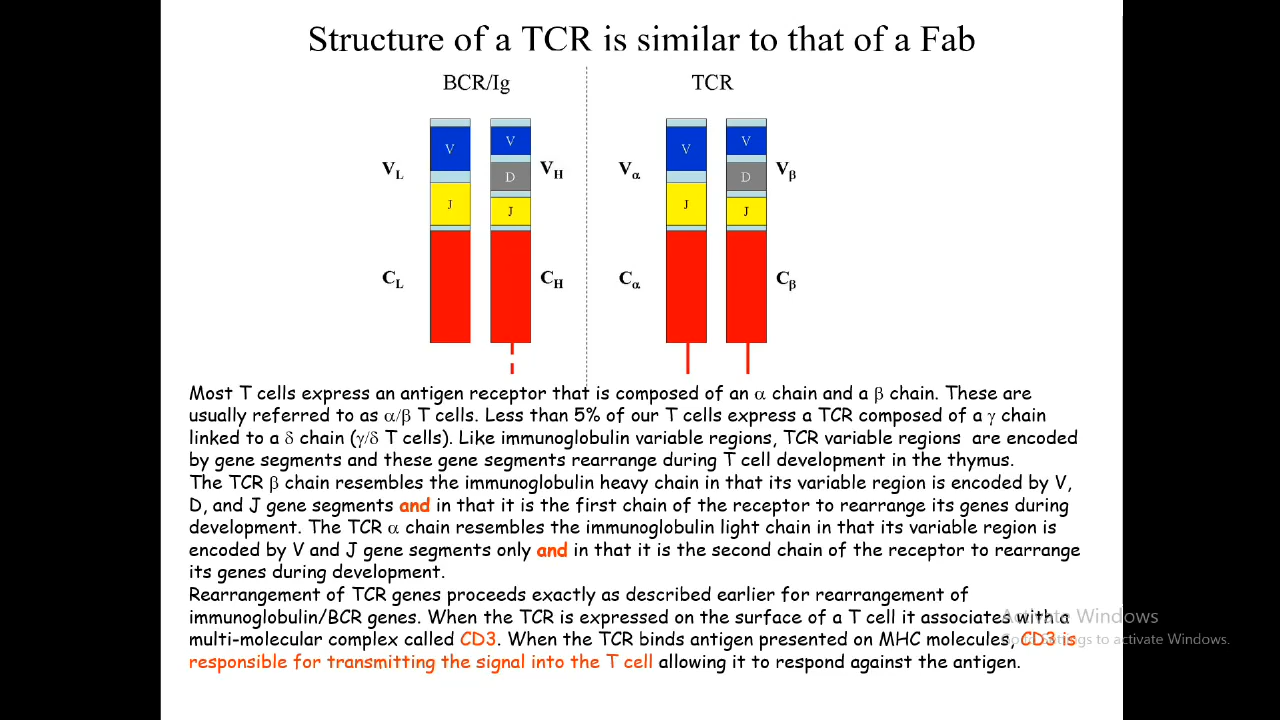 Structure of a TCR is similar to that of a Fab
BCR/Ig
TCR
V
V
D
J
J
V
V
D
J
J
VL
VH
Vα
Vβ
CL
CH
Cα
Cβ
Most T cells express an antigen receptor that is composed of an α chain and a β chain. These are
usually referred to as α/β T cells. Less than 5% of our T cells express a TCR composed of a γ chain
linked to a δ chain (γ/δ T cells). Like immunoglobulin variable regions, TCR variable regions are encoded
by gene segments and these gene segments rearrange during T cell development in the thymus.
The TCR β chain resembles the immunoglobulin heavy chain in that its variable region is encoded by V,
D, and J gene segments and in that it is the first chain of the receptor to rearrange its genes during
development. The TCR α chain resembles the immunoglobulin light chain in that its variable region is
encoded by V and J gene segments only and in that it is the second chain of the receptor to rearrange
its genes during development.
Rearrangement of TCR genes proceeds exactly as described earlier for rearrangement of
immunoglobulin/BCR genes. When the TCR is expressed on the surface of a T cell it associates with a
multi-molecular complex called CD3. When the TCR binds antigen presented on MHC molecules, CD3 is
responsible for transmitting the signal into the T cell allowing it to respond against the antigen.
Activate Windows
Go to Settings to activate Windows.